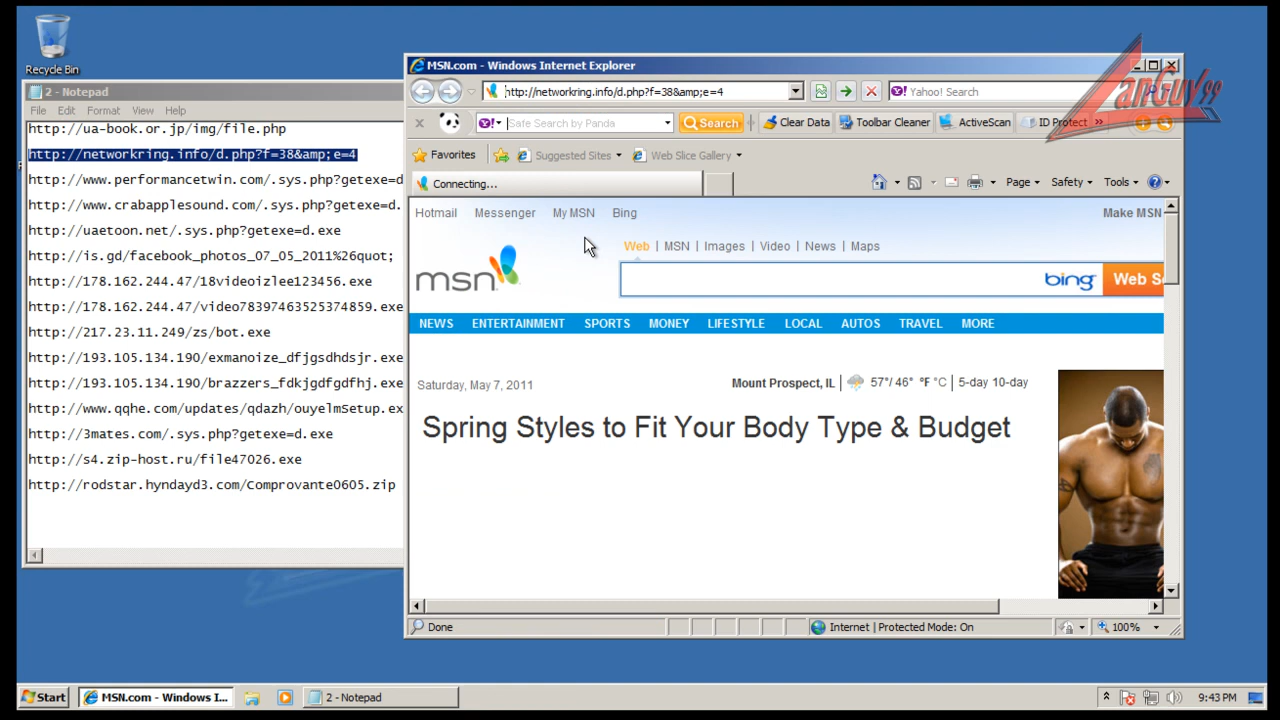 Recycle Bin
2 - Notepad
File Edit Format View Help
http://ua-book.or.jp/img/file.php
http://networkring.info/d.php?f=38&amp;e=4
http://www.performancetwin.com/.sys.php?getexe=d
http://www.crabapplesound.com/.sys.php?getexe=d.
http://uaetoon.net/.sys.php?getexe=d.exe
http://is.gd/facebook_photos_07_05_2011%26quot;
http://178.162.244.47/18videoizlee123456.exe
http://178.162.244.47/video78397463525374859.exe
http://217.23.11.249/zs/bot.exe
http://193.105.134.190/exmanoize_dfjgsdhdsjr.exe
http://193.105.134.190/brazzers_fdkjgdfgdfhj.exe
http://www.qqhe.com/updates/qdazh/ouyelmSetup.ex
http://3mates.com/.sys.php?getexe=d.exe
http://s4.zip-host.ru/file47026.exe
http://rodstar.hyndayd3.com/Comprovante0605.zip
MSN.com - Windows Internet Explorer
http://networkring.info/d.php?f=38&amp;e=4
Yahoo! Search
Safe Search by Panda Search Clear Data Toolbar Cleaner ActiveScan ID Protect »
Favorites Suggested Sites Web Slice Gallery
Connecting... Page Safety Tools
Hotmail Messenger My MSN Bing Make MSN
Web | MSN | Images | Video | News | Maps
msn bing Web S
NEWS ENTERTAINMENT SPORTS MONEY LIFESTYLE LOCAL AUTOS TRAVEL MORE
Saturday, May 7, 2011 Mount Prospect, IL | 57°/ 46° °F °C | 5-day 10-day
Spring Styles to Fit Your Body Type & Budget
Done Internet | Protected Mode: On 100%
Start MSN.com - Windows I... 2 - Notepad 9:43 PM